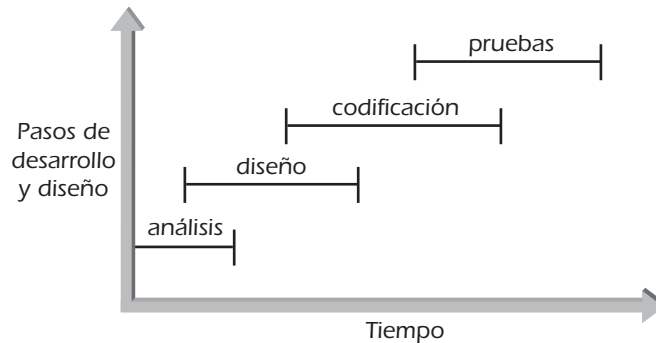 pruebas
codificación
Pasos de
desarrollo
y diseño
diseño
análisis
Tiempo